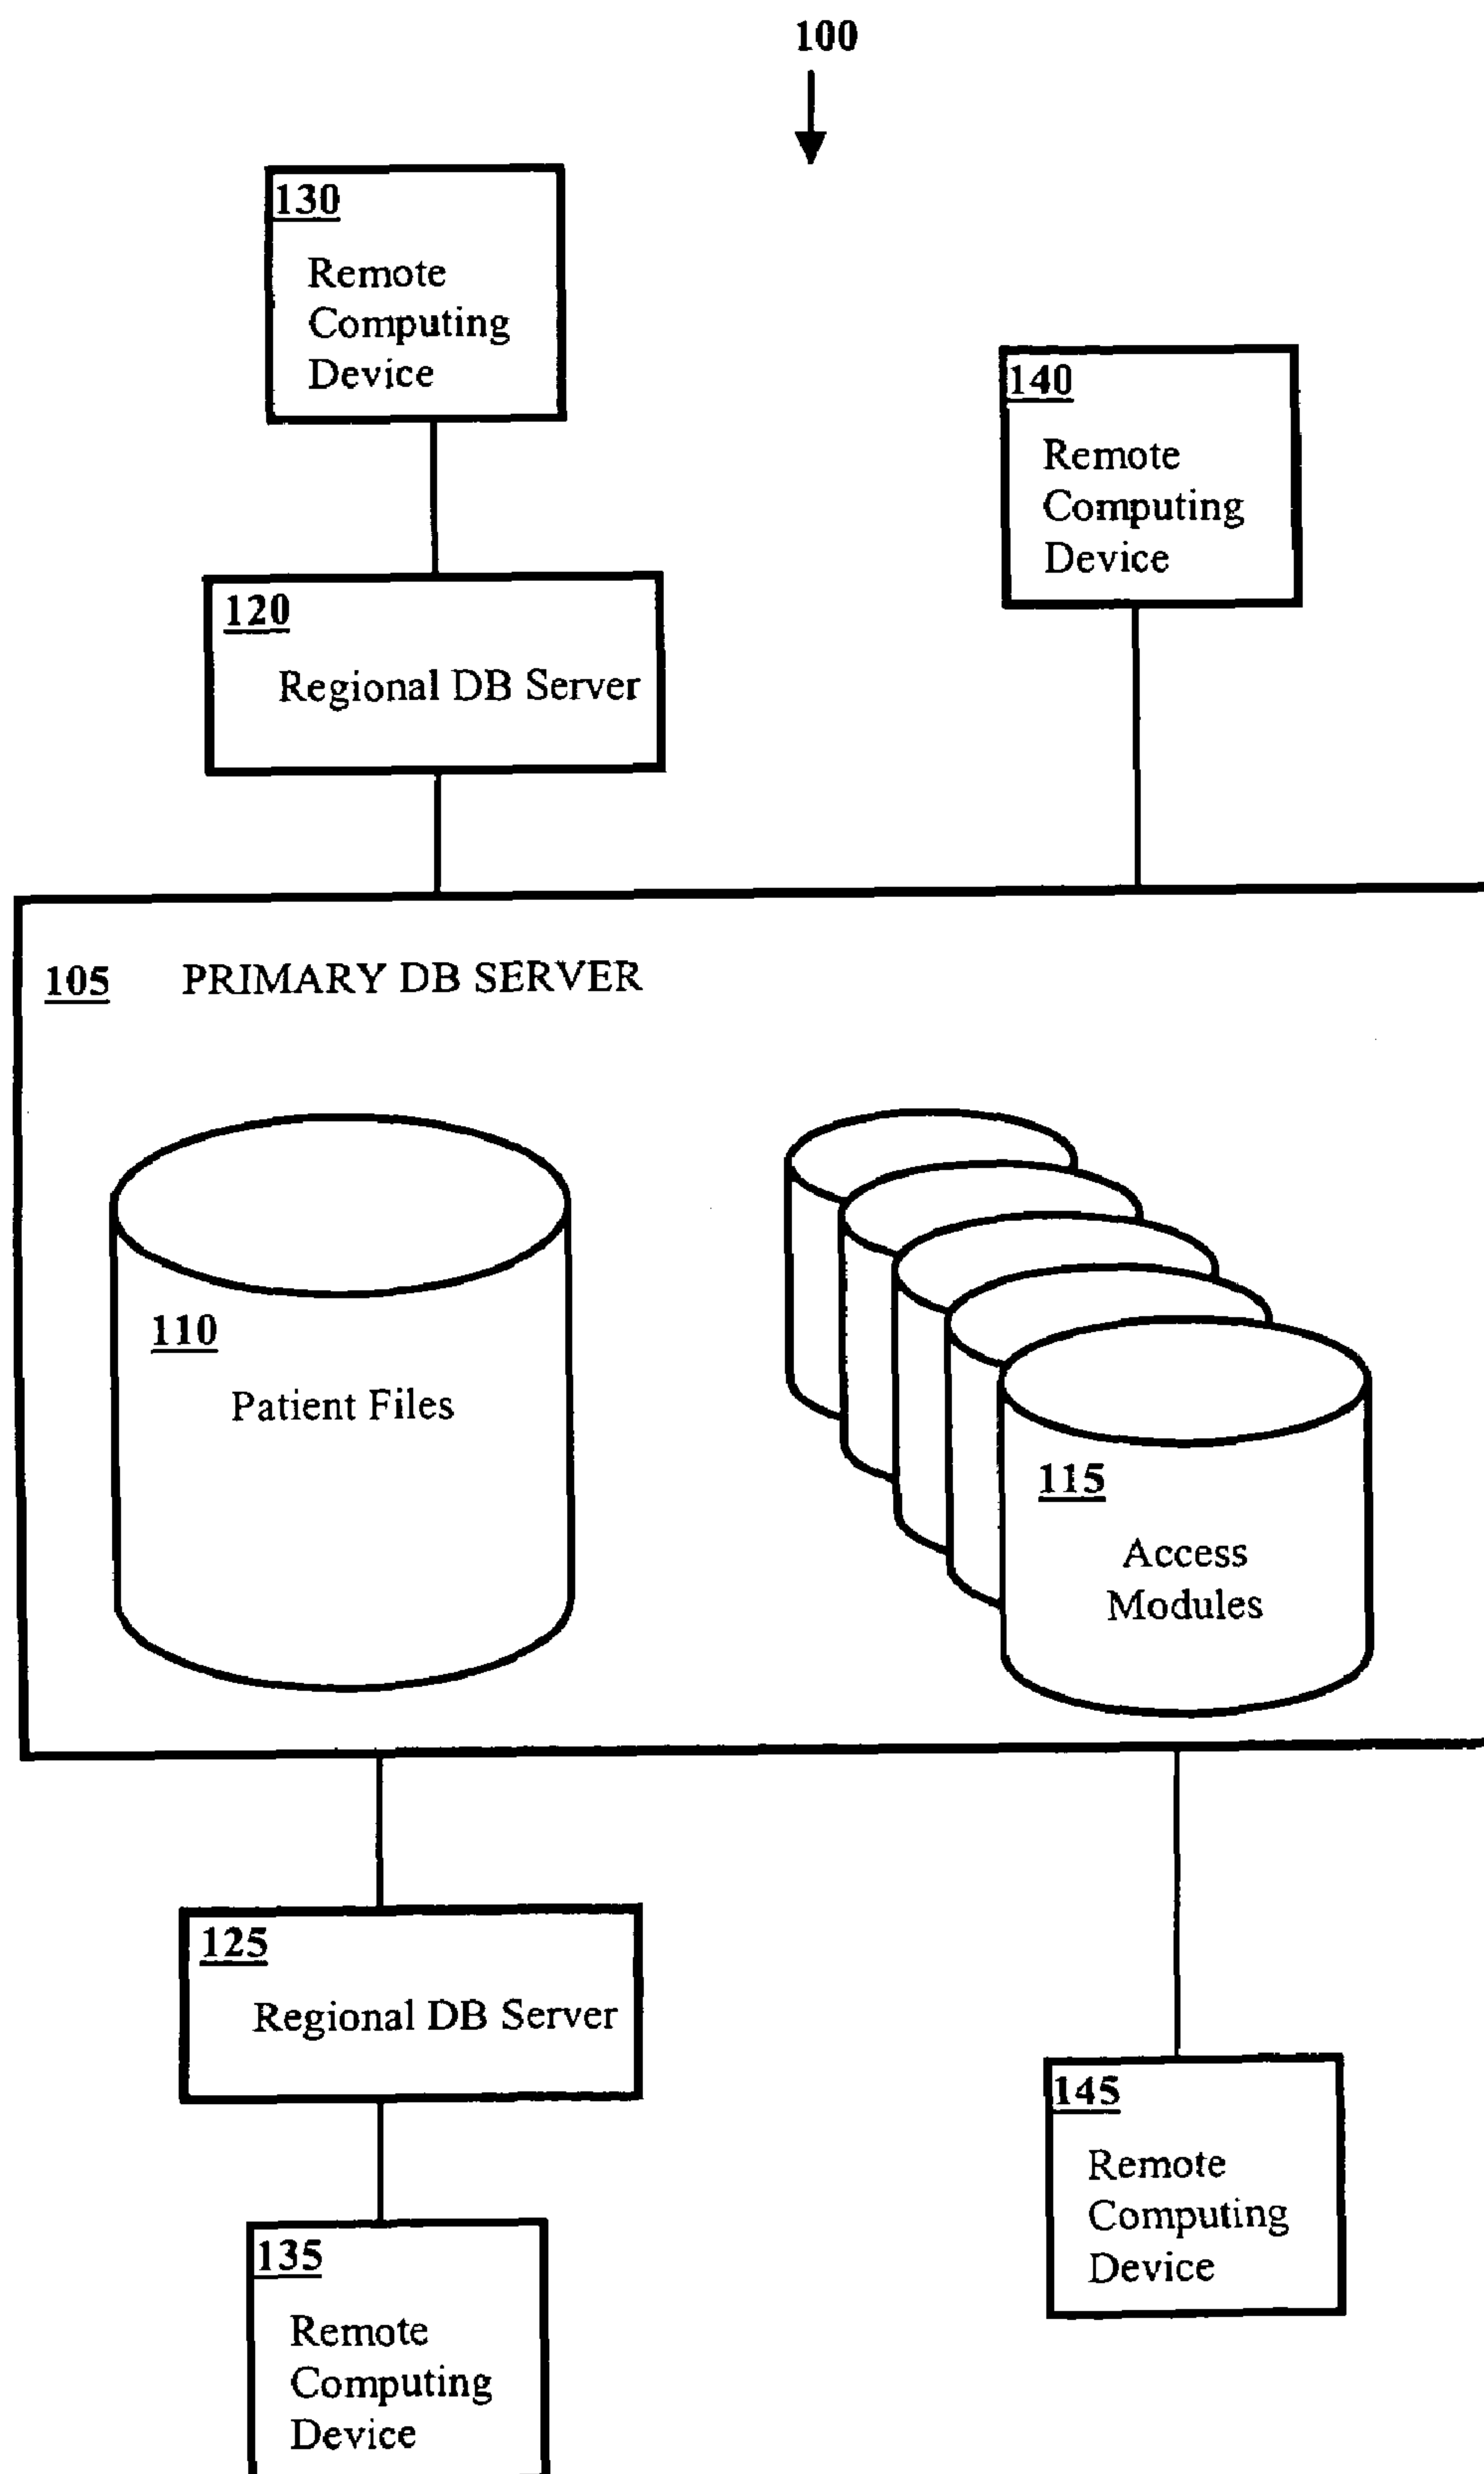 100
130
Remote
Computing
Device
140
Remote
Computing
Device
120
Regional DB Server
105 PRIMARY DB SERVER
110
Patient Files
115
Access
Modules
125
Regional DB Server
145
Remote
Computing
Device
135
Remote
Computing
Device